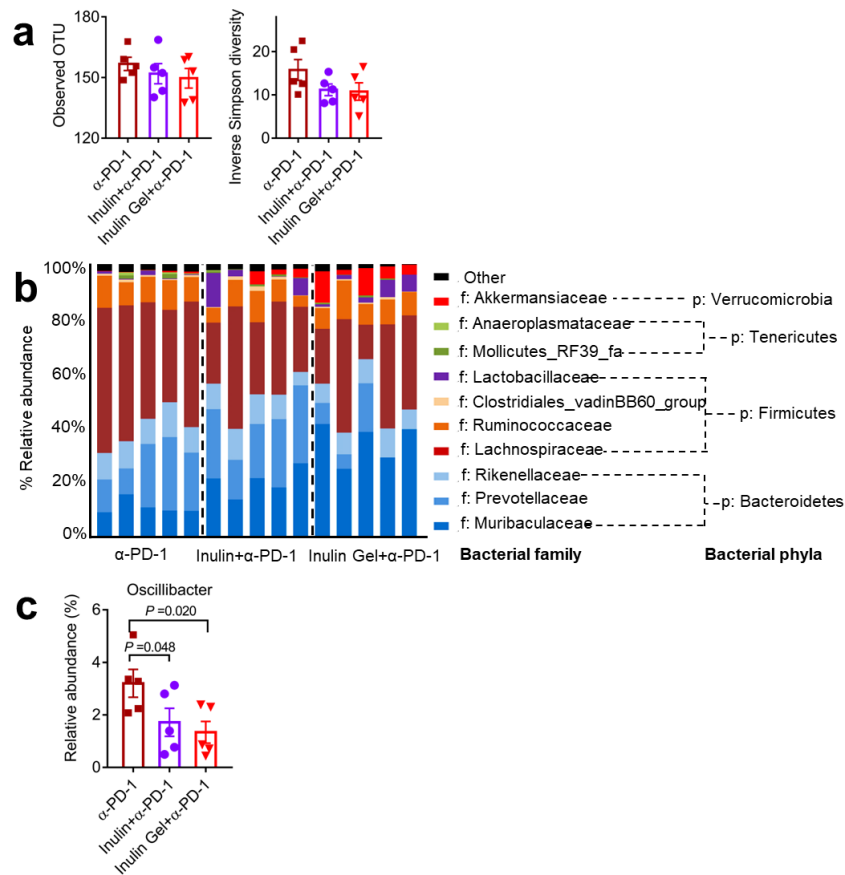 a
Observed OTU
180
150
120
α-PD-1
Inulin+α-PD-1
Inulin Gel+α-PD-1
Inverse Simpson diversity
20
10
0
α-PD-1
Inulin+α-PD-1
Inulin Gel+α-PD-1
b
% Relative abundance
100%
80%
60%
40%
20%
0%
α-PD-1
Inulin+α-PD-1
Inulin Gel+α-PD-1
Other
f: Akkermansiaceae
p: Verrucomicrobia
f: Anaeroplasmataceae
p: Tenericutes
f: Mollicutes_RF39_fa
f: Lactobacillaceae
f: Clostridiales_vadinBB60_group
p: Firmicutes
f: Ruminococcaceae
f: Lachnospiraceae
f: Rikenellaceae
f: Prevotellaceae
p: Bacteroidetes
f: Muribaculaceae
Bacterial family
Bacterial phyla
c
Oscillibacter
Relative abundance (%)
6
4
2
0
P =0.020
P =0.048
α-PD-1
Inulin+α-PD-1
Inulin Gel+α-PD-1